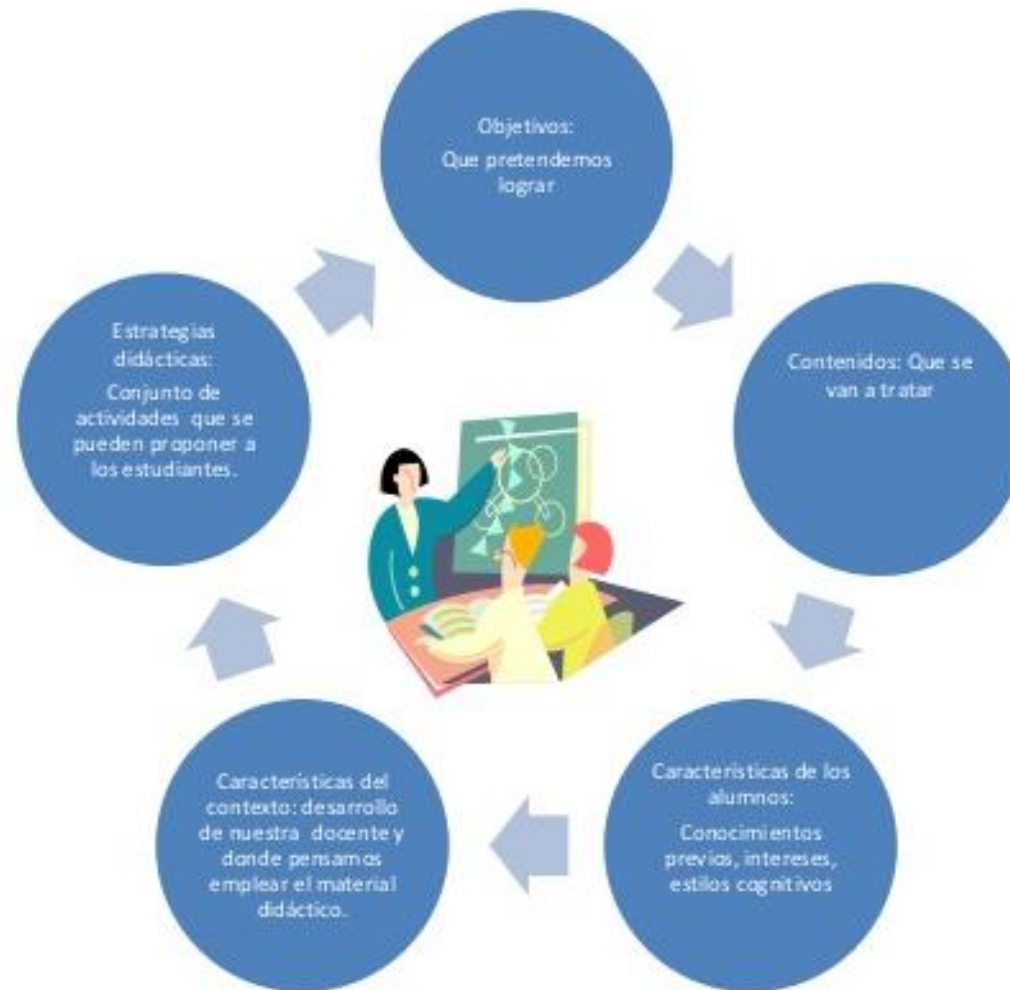 Objetivos:
Que pretendemos
lograr
Contenidos: Que se
van a tratar
Características de los
alumnos:
Conocimientos
previos, intereses,
estilos cognitivos
Características del
contexto: desarrollo
de nuestra docente y
donde pensamos
emplear el material
didáctico.
Estrategias
didácticas:
Conjunto de
actividades que se
pueden proponer a
los estudiantes.